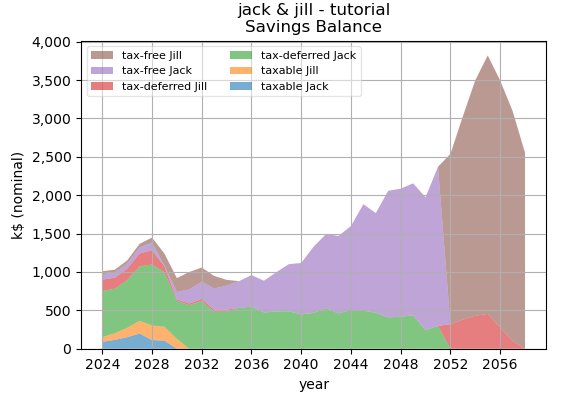 jack & jill - tutorial
Savings Balance
4,000
3,500
3,000
2,500
2,000
1,500
1,000
500
0
k$ (nominal)
tax-free Jill
tax-free Jack
tax-deferred Jill
tax-deferred Jack
taxable Jill
taxable Jack
2024 2028 2032 2036 2040 2044 2048 2052 2056
year